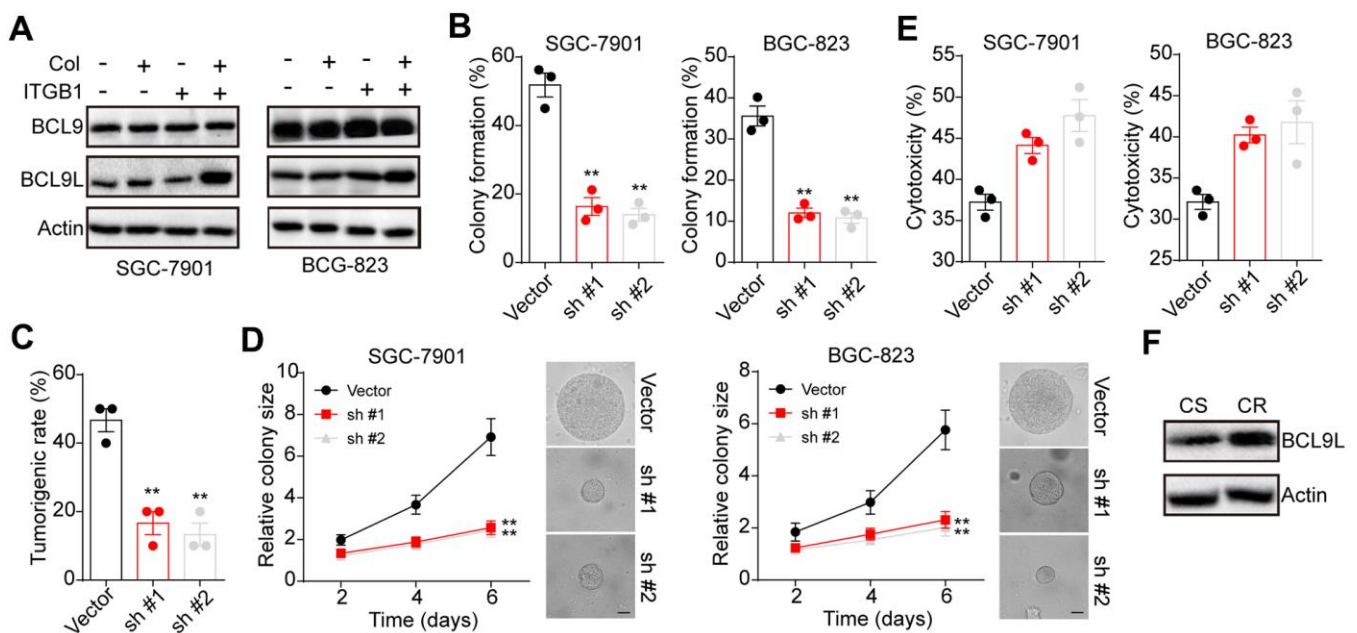 A
Col - + - + - + - +
ITGB1 - - + + - - + +
BCL9
BCL9L
Actin
SGC-7901 BCG-823
B
SGC-7901 BGC-823
Colony formation (%)
60
40
20
0
Vector sh #1 sh #2
** **
Colony formation (%)
50
40
30
20
10
0
Vector sh #1 sh #2
** **
E
SGC-7901 BGC-823
Cytotoxicity (%)
55
50
45
40
35
Vector sh #1 sh #2
Cytotoxicity (%)
50
45
40
35
30
25
Vector sh #1 sh #2
C
Tumorigenic rate (%)
60
40
20
0
Vector sh #1 sh #2
** **
D
SGC-7901
Relative colony size
10
8
6
4
2
0
Vector
sh #1
sh #2
**
**
2 4 6
Time (days)
Vector
sh #1
sh #2
BGC-823
Relative colony size
8
6
4
2
0
Vector
sh #1
sh #2
**
**
2 4 6
Time (days)
Vector
sh #1
sh #2
F
CS CR
BCL9L
Actin